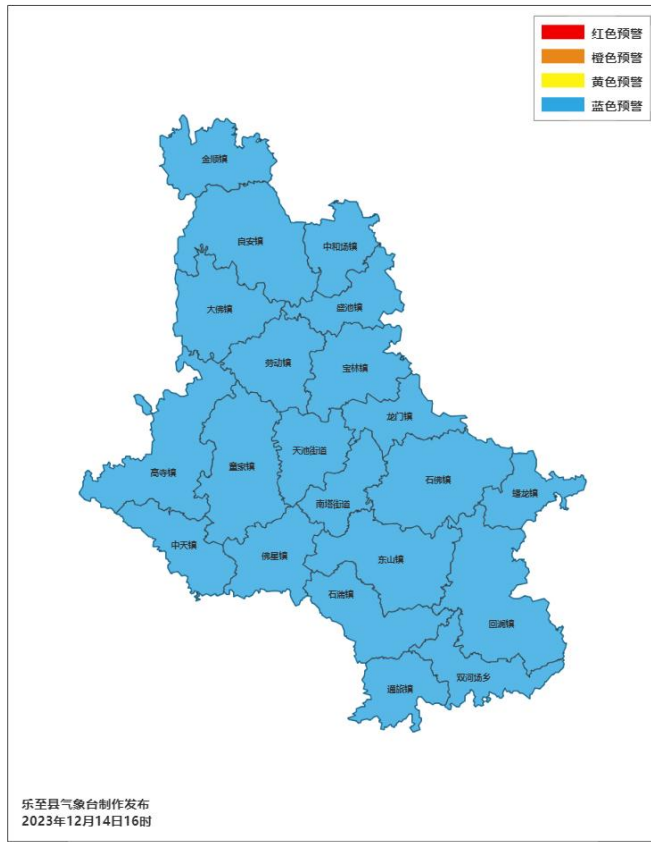 红色预警
橙色预警
黄色预警
蓝色预警
金顺镇
良安镇
中和场镇
大佛镇
盛池镇
劳动镇
宝林镇
龙门镇
天池街道
高寺镇
童家镇
石佛镇
蟠龙镇
南塔街道
中天镇
佛星镇
东山镇
石湍镇
回澜镇
双河场乡
通旅镇
乐至县气象台制作发布
2023年12月14日16时